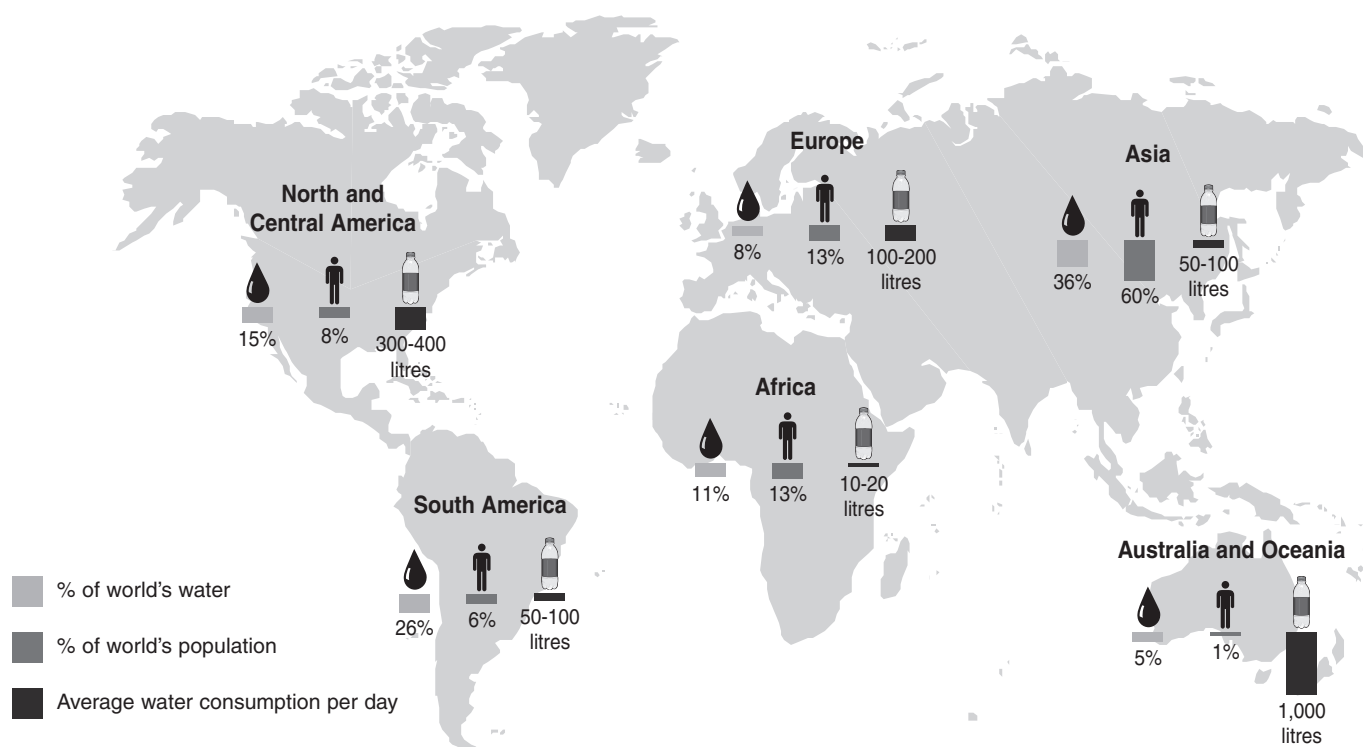 North and
Central America
15%
8%
300-400
litres
Europe
8%
13%
100-200
litres
Asia
36%
60%
50-100
litres
Africa
11%
13%
10-20
litres
South America
26%
6%
50-100
litres
Australia and Oceania
5%
1%
1,000
litres
% of world's water
% of world's population
Average water consumption per day